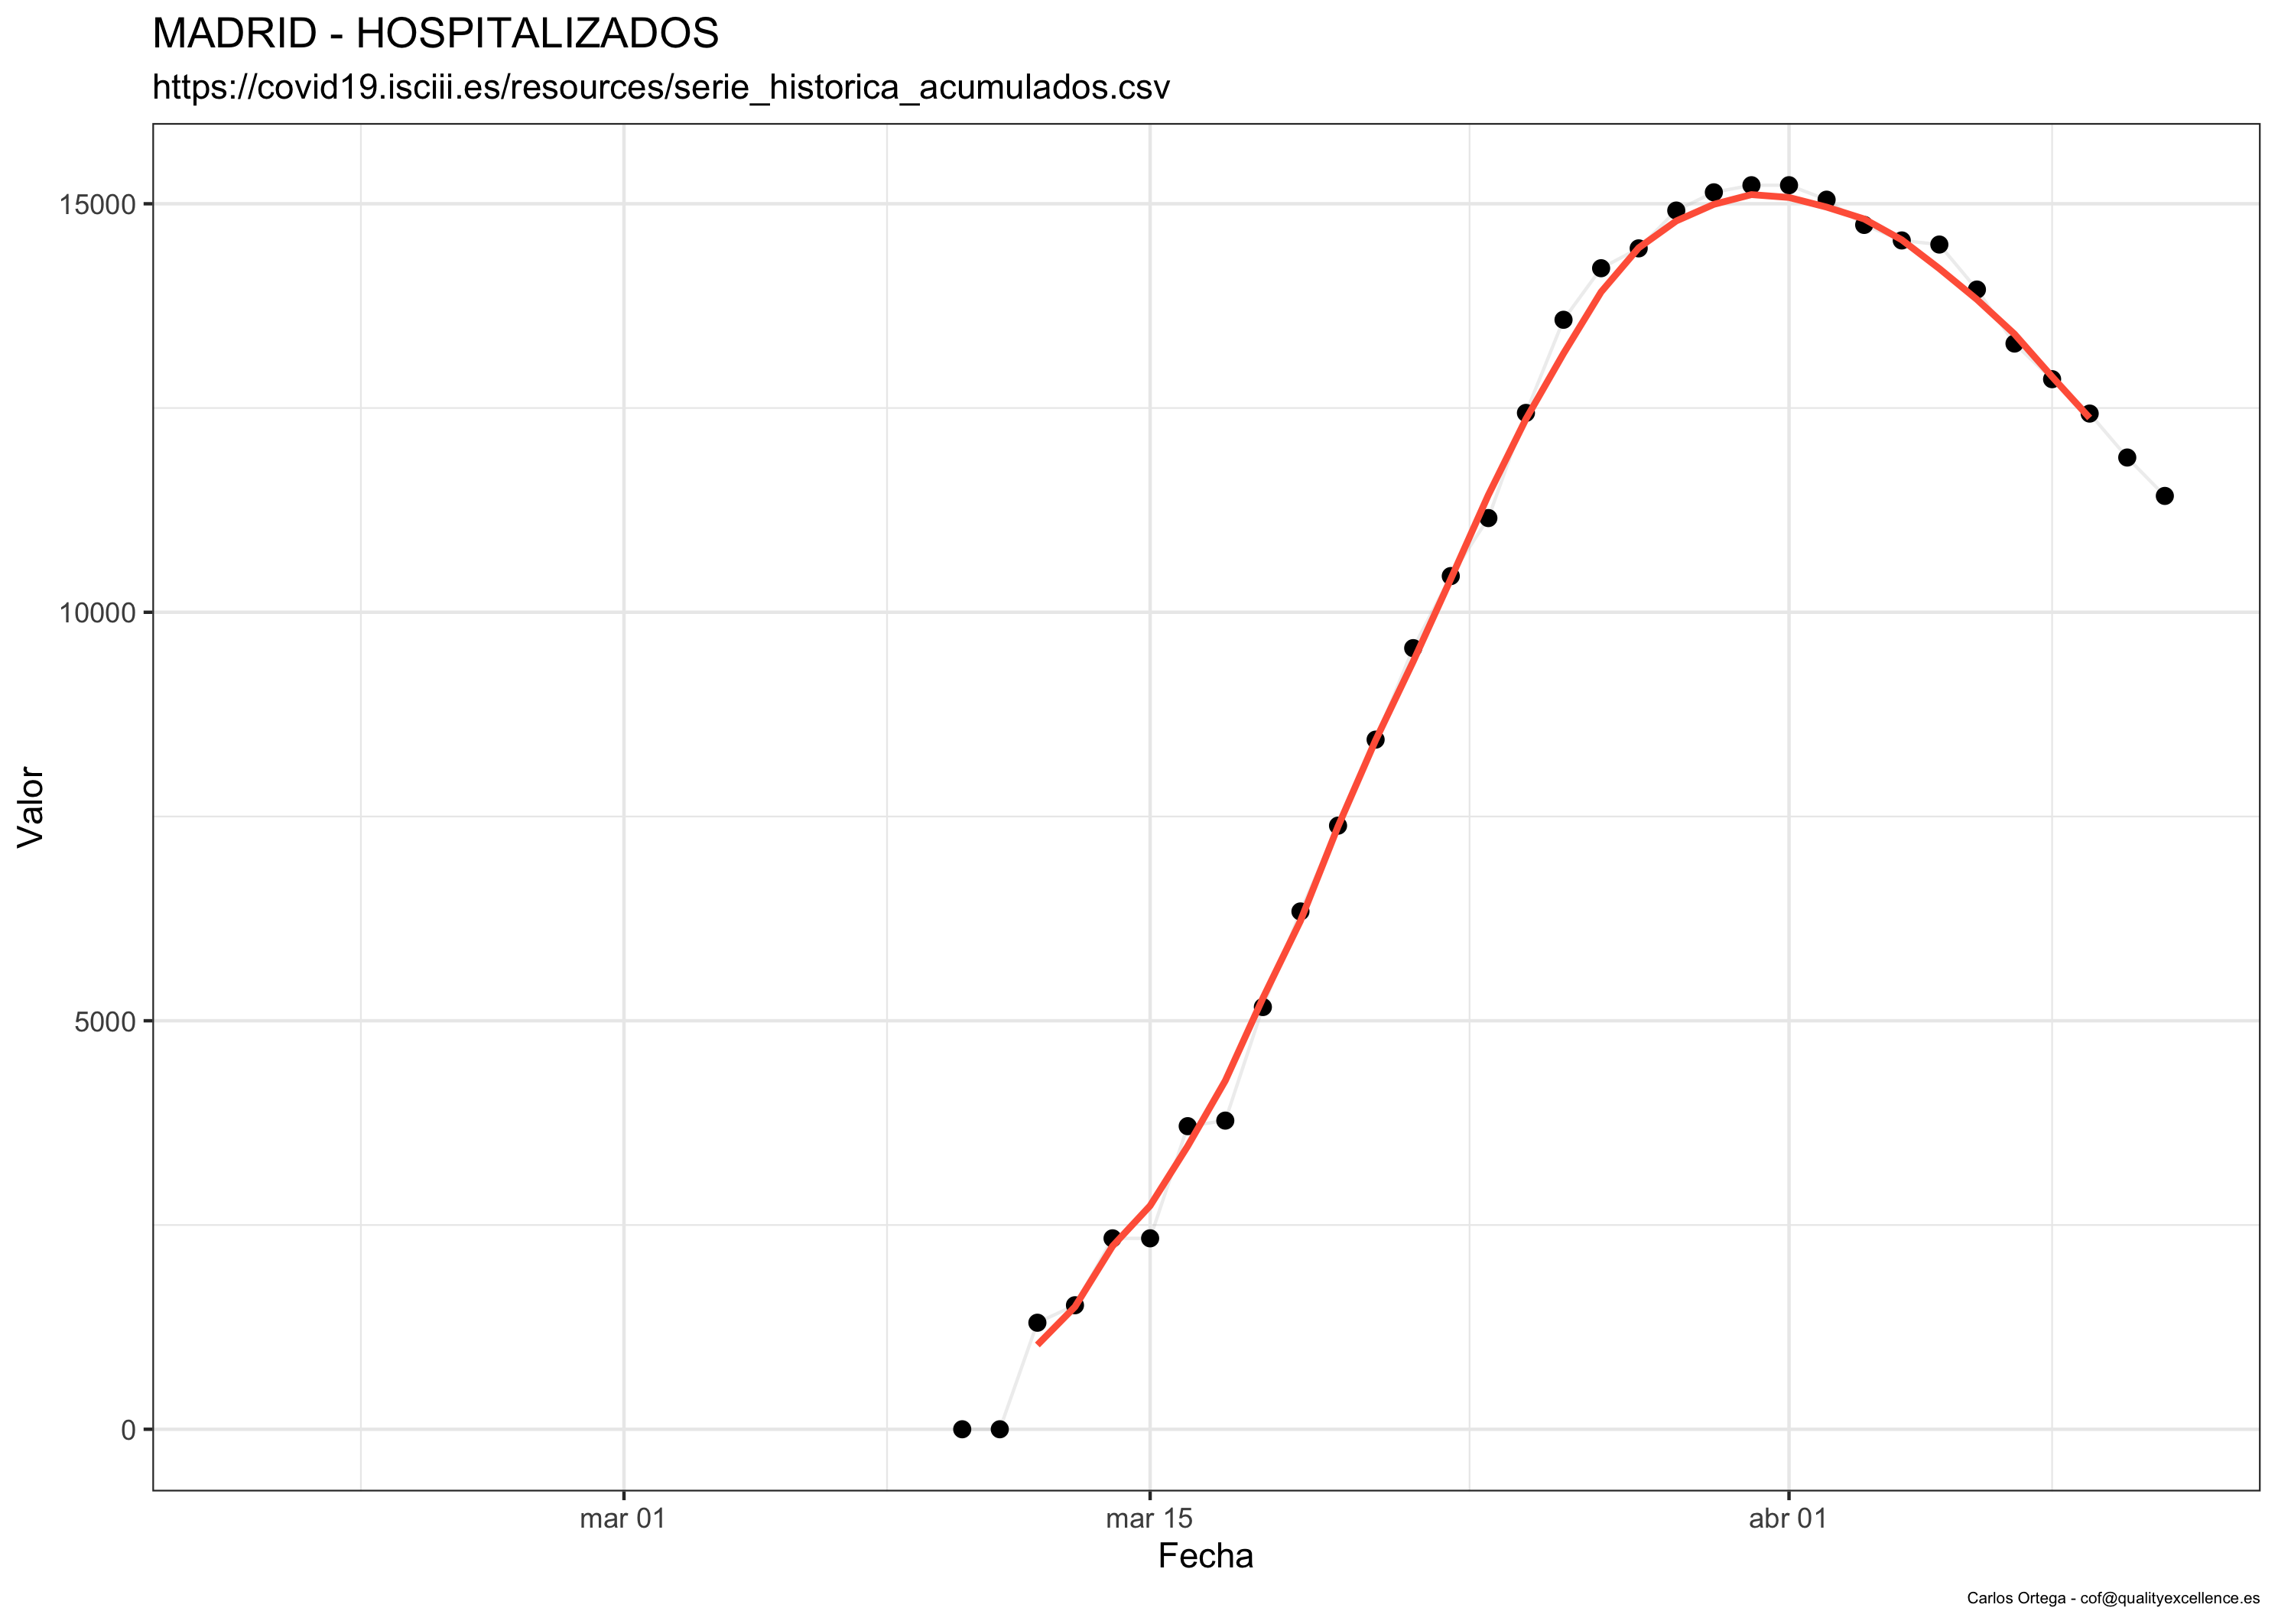 MADRID - HOSPITALIZADOS
https://covid19.isciii.es/resources/serie_historica_acumulados.csv
15000
10000
5000
0
Valor
mar 01
mar 15
abr 01
Fecha
Carlos Ortega - cof@qualityexcellence.es